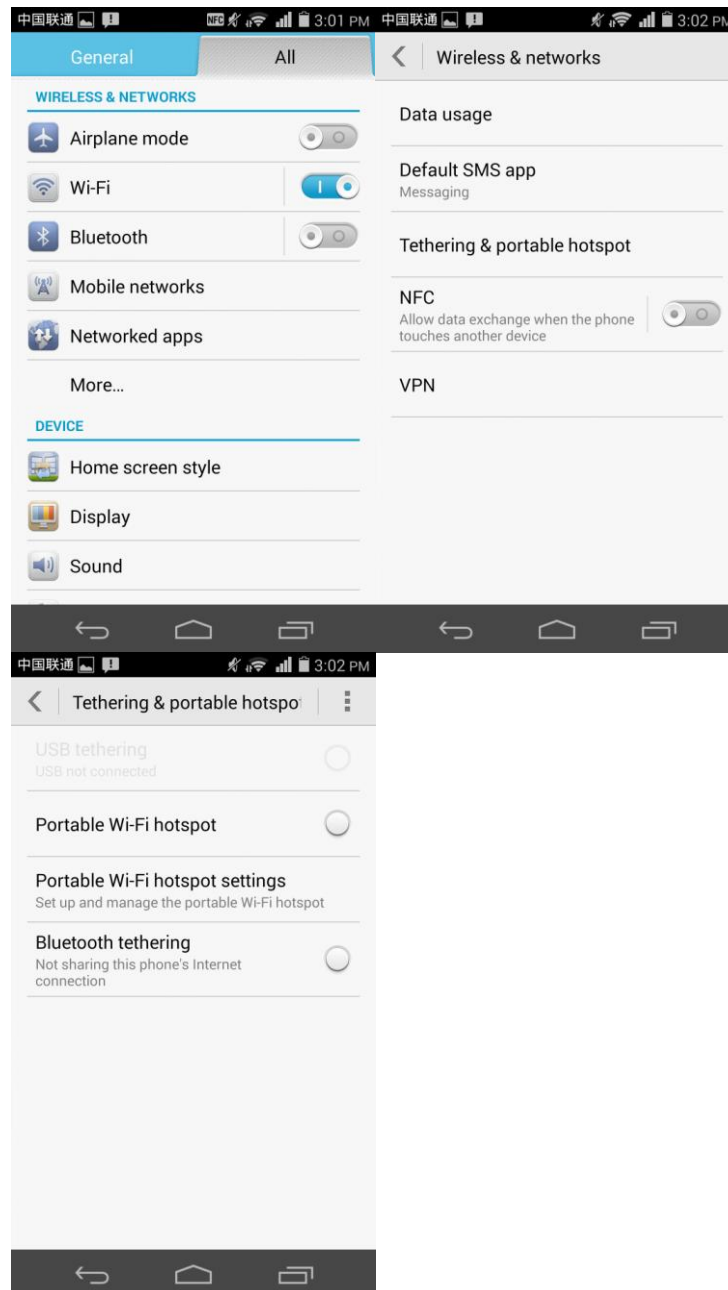 中国联通 NFC 3:01 PM
General All
WIRELESS & NETWORKS
Airplane mode
Wi-Fi
Bluetooth
Mobile networks
Networked apps
More...
DEVICE
Home screen style
Display
Sound
中国联通 3:02 PM
Wireless & networks
Data usage
Default SMS app
Messaging
Tethering & portable hotspot
NFC
Allow data exchange when the phone
touches another device
VPN
中国联通 3:02 PM
Tethering & portable hotspo
USB tethering
USB not connected
Portable Wi-Fi hotspot
Portable Wi-Fi hotspot settings
Set up and manage the portable Wi-Fi hotspot
Bluetooth tethering
Not sharing this phone's Internet
connection